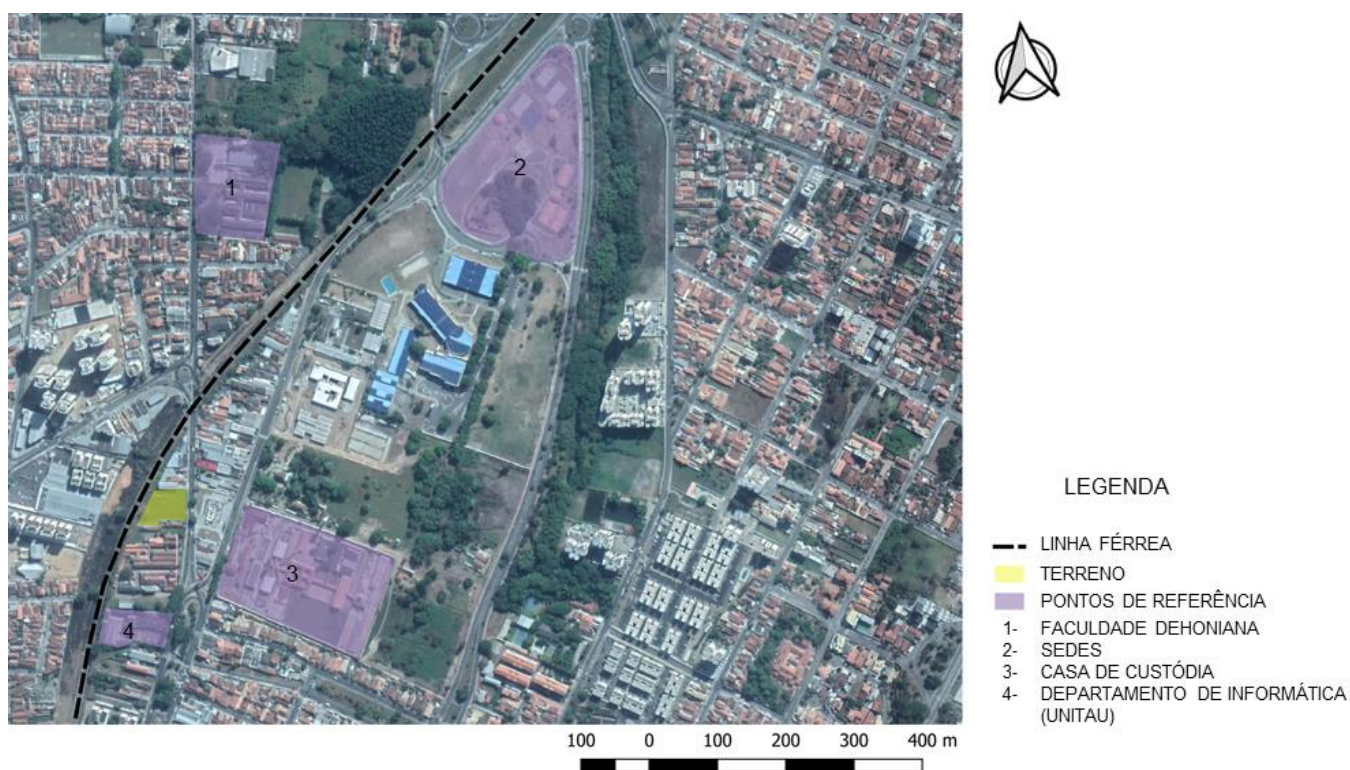 1
2
3
4
LEGENDA
LINHA FÉRREA
TERRENO
PONTOS DE REFERÊNCIA
1- FACULDADE DEHONIANA
2- SEDES
3- CASA DE CUSTÓDIA
4- DEPARTAMENTO DE INFORMÁTICA
(UNITAU)
100 0 100 200 300 400 m